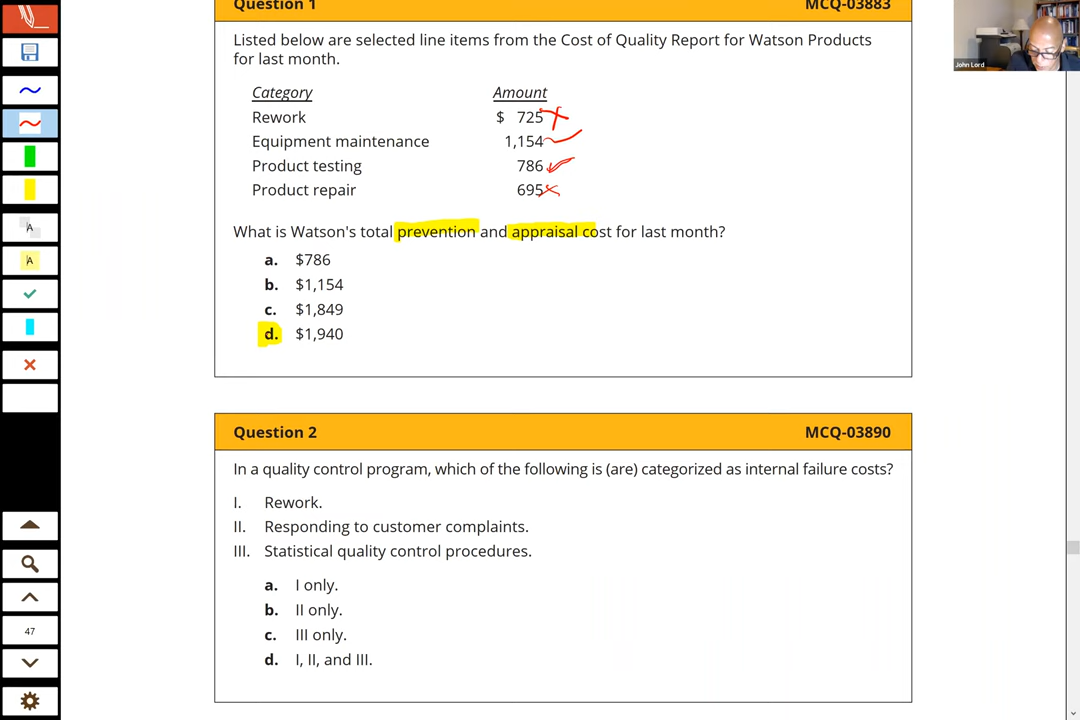 Question 1 MCQ-03883
John Lord
Listed below are selected line items from the Cost of Quality Report for Watson Products
for last month.
Category Amount
Rework $ 725
Equipment maintenance 1,154
Product testing 786
Product repair 695
What is Watson's total prevention and appraisal cost for last month?
a. $786
b. $1,154
c. $1,849
d. $1,940
Question 2 MCQ-03890
In a quality control program, which of the following is (are) categorized as internal failure costs?
I. Rework.
II. Responding to customer complaints.
III. Statistical quality control procedures.
a. I only.
b. II only.
c. III only.
d. I, II, and III.
A
A
47